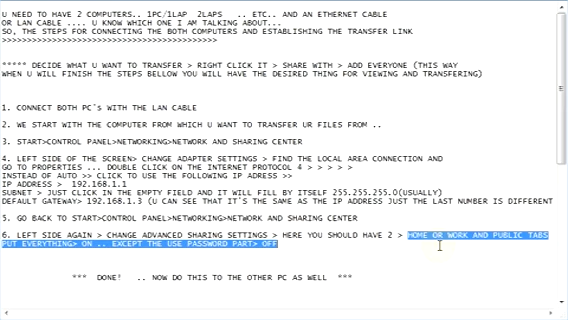 U NEED TO HAVE 2 COMPUTERS.. 1PC/1LAP  2LAPS  .. ETC.. AND AN ETHERNET CABLE
OR LAN CABLE .... U KNOW WHICH ONE I AM TALKING ABOUT...
SO, THE STEPS FOR CONNECTING THE BOTH COMPUTERS AND ESTABLISHING THE TRANSFER LINK
>>>>>>>>>>>>>>>>>>>>>>>>>>>>>>>>>>>>>>>>>>>
***** DECIDE WHAT U WANT TO TRANSFER > RIGHT CLICK IT > SHARE WITH > ADD EVERYONE (THIS WAY
WHEN U WILL FINISH THE STEPS BELLOW YOU WILL HAVE THE DESIRED THING FOR VIEWING AND TRANSFERING)
1. CONNECT BOTH PC's WITH THE LAN CABLE
2. WE START WITH THE COMPUTER FROM WHICH U WANT TO TRANSFER UR FILES FROM ..
3. START>CONTROL PANEL>NETWORKING>NETWORK AND SHARING CENTER
4. LEFT SIDE OF THE SCREEN> CHANGE ADAPTER SETTINGS > FIND THE LOCAL AREA CONNECTION AND
GO TO PROPERTIES ... DOUBLE CLICK ON THE INTERNET PROTOCOL 4 > > > > >
INSTEAD OF AUTO >> CLICK TO USE THE FOLLOWING IP ADRESS >>
IP ADDRESS >  192.168.1.1
SUBNET > JUST CLICK IN THE EMPTY FIELD AND IT WILL FILL BY ITSELF 255.255.255.0(USUALLY)
DEFAULT GATEWAY> 192.168.1.3 (U CAN SEE THAT IT'S THE SAME AS THE IP ADDRESS JUST THE LAST NUMBER IS DIFFERENT
5. GO BACK TO START>CONTROL PANEL>NETWORKING>NETWORK AND SHARING CENTER
6. LEFT SIDE AGAIN > CHANGE ADVANCED SHARING SETTINGS > HERE YOU SHOULD HAVE 2 > HOME OR WORK AND PUBLIC TABS
PUT EVERYTHING> ON .. EXCEPT THE USE PASSWORD PART> OFF
***  DONE!   .. NOW DO THIS TO THE OTHER PC AS WELL  ***